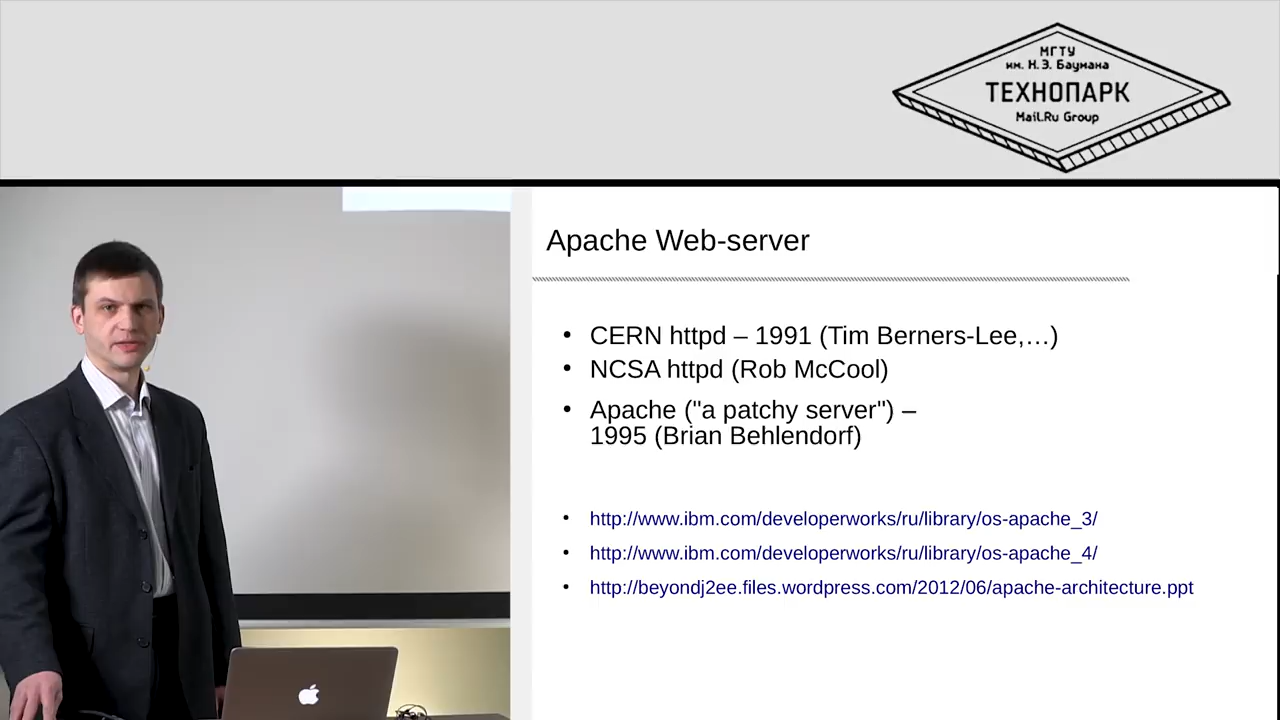 МГТУ
им. Н.Э. Баумана
ТЕХНОПАРК
Mail.Ru Group
Apache Web-server
• CERN httpd – 1991 (Tim Berners-Lee,…)
• NCSA httpd (Rob McCool)
• Apache ("a patchy server") –
1995 (Brian Behlendorf)
• http://www.ibm.com/developerworks/ru/library/os-apache_3/
• http://www.ibm.com/developerworks/ru/library/os-apache_4/
• http://beyondj2ee.files.wordpress.com/2012/06/apache-architecture.ppt